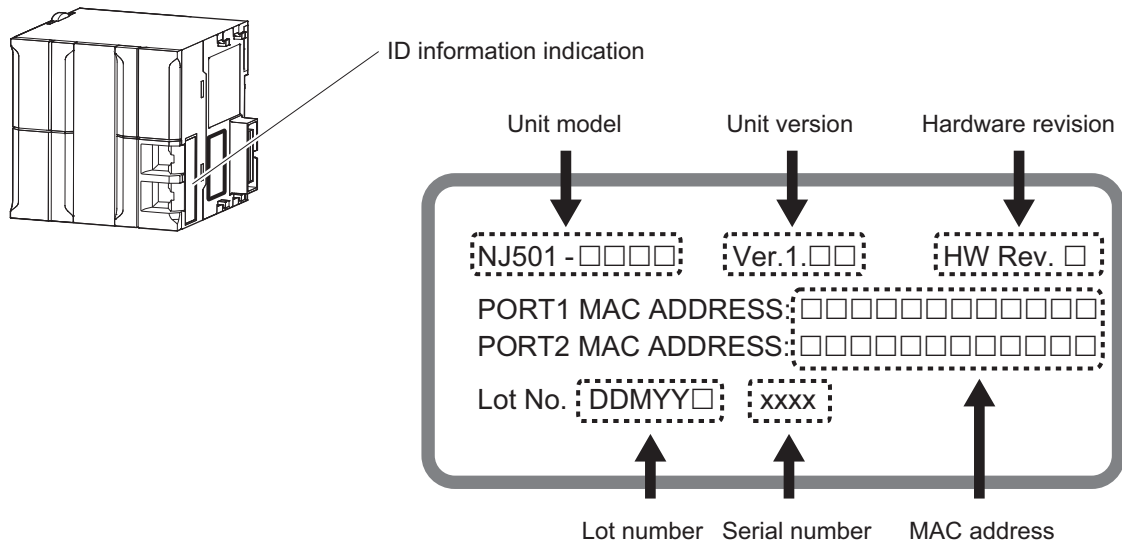 ID information indication
Unit model Unit version Hardware revision
NJ501-□□□□ Ver.1.□□ HW Rev. □
PORT1 MAC ADDRESS: □□□□□□□□□□□□
PORT2 MAC ADDRESS: □□□□□□□□□□□□
Lot No. DDMYY□ xxxx
Lot number Serial number MAC address